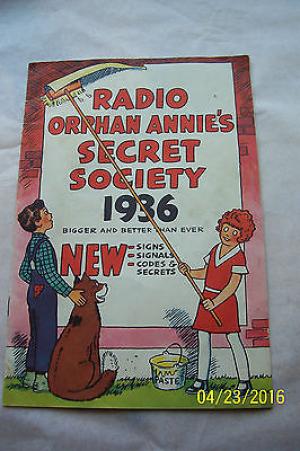 RADIO
ORPHAN ANNIE'S
SECRET
SOCIETY
1936
BIGGER AND BETTER THAN EVER
NEW - SIGNS
- SIGNALS
- CODES &
SECRETS
PASTE
04/23/2016